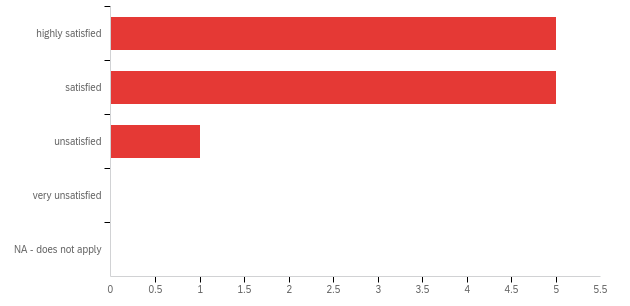 highly satisfied
satisfied
unsatisfied
very unsatisfied
NA - does not apply
0 0.5 1 1.5 2 2.5 3 3.5 4 4.5 5 5.5